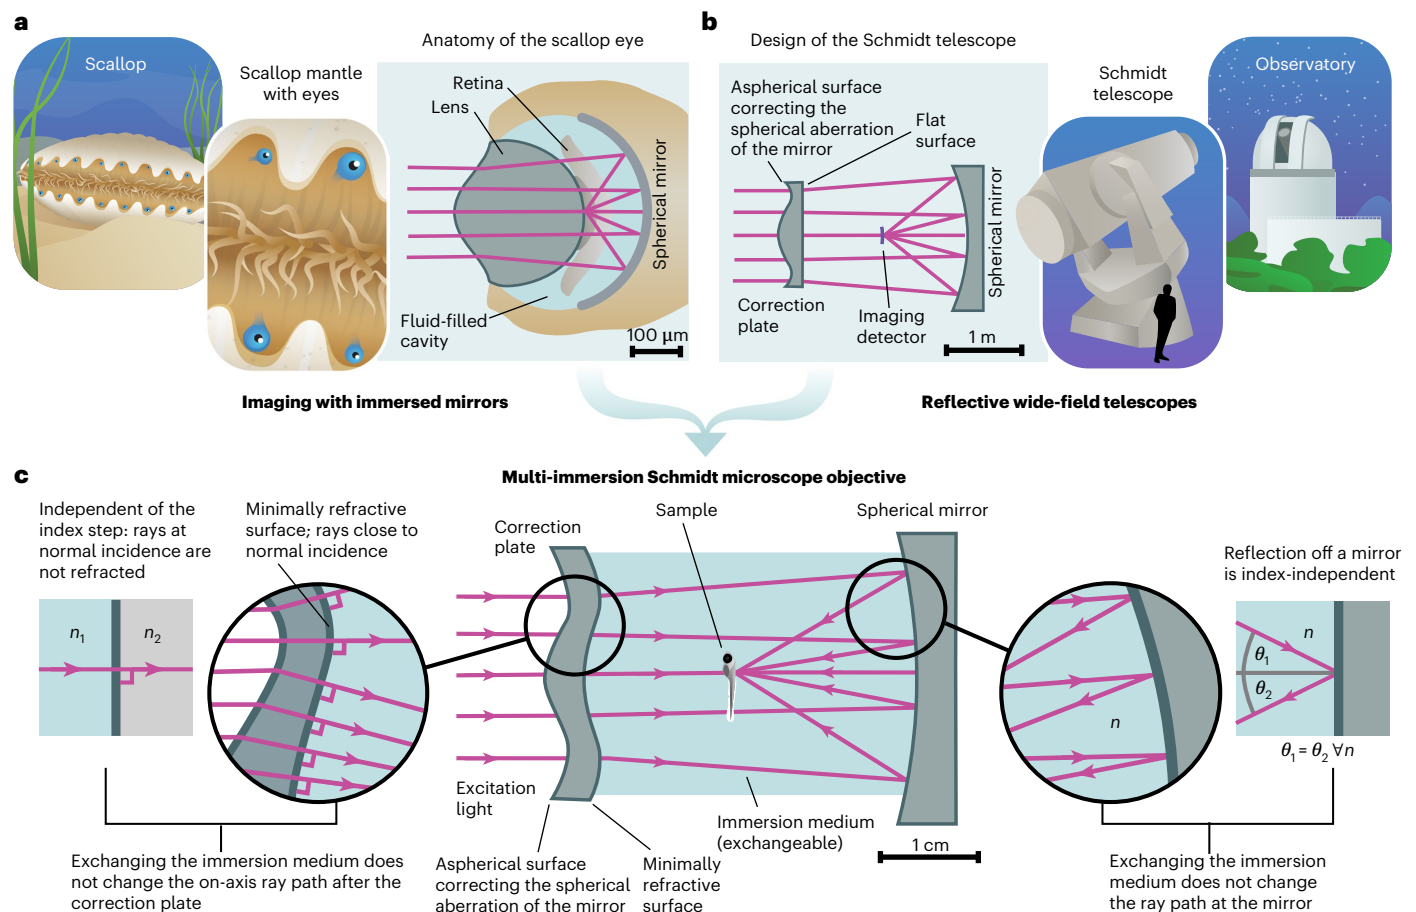 a
Scallop
Scallop mantle
with eyes
Anatomy of the scallop eye
Retina
Lens
Spherical mirror
Fluid-filled
cavity
100 μm
Imaging with immersed mirrors
b
Design of the Schmidt telescope
Aspherical surface
correcting the
spherical aberration
of the mirror
Flat
surface
Spherical mirror
Correction
plate
Imaging
detector
1 m
Schmidt
telescope
Observatory
Reflective wide-field telescopes
c
Multi-immersion Schmidt microscope objective
Independent of the
index step: rays at
normal incidence are
not refracted
n1
n2
Minimally refractive
surface; rays close to
normal incidence
Exchanging the immersion medium does
not change the on-axis ray path after the
correction plate
Correction
plate
Sample
Spherical mirror
Excitation
light
Aspherical surface
correcting the spherical
aberration of the mirror
Minimally
refractive
surface
Immersion medium
(exchangeable)
1 cm
n
Reflection off a mirror
is index-independent
n
θ1
θ2
θ1 = θ2 ∀n
Exchanging the immersion
medium does not change
the ray path at the mirror